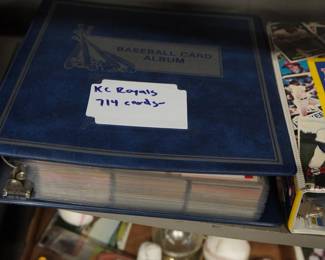 BASEBALL CARD
ALBUM
KC Royals
714 cards